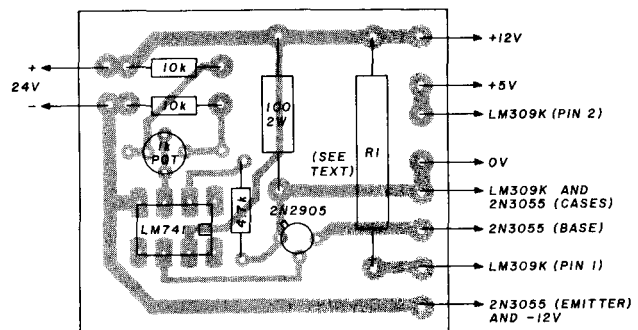 +12V
+
24V
-
10k
10k
+5V
LM309K (PIN 2)
100
2W
1k
POT
(SEE
TEXT)
R1
0V
LM309K AND
2N3055 (CASES)
4.7k
2N2905
LM741
2N3055 (BASE)
LM309K (PIN 1)
2N3055 (EMITTER)
AND -12V